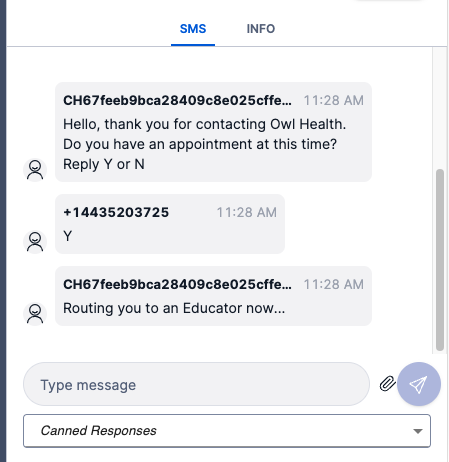 SMS INFO
CH67feeb9bca28409c8e025cffe... 11:28 AM
Hello, thank you for contacting Owl Health.
Do you have an appointment at this time?
Reply Y or N
+14435203725 11:28 AM
Y
CH67feeb9bca28409c8e025cffe... 11:28 AM
Routing you to an Educator now...
Type message
Canned Responses